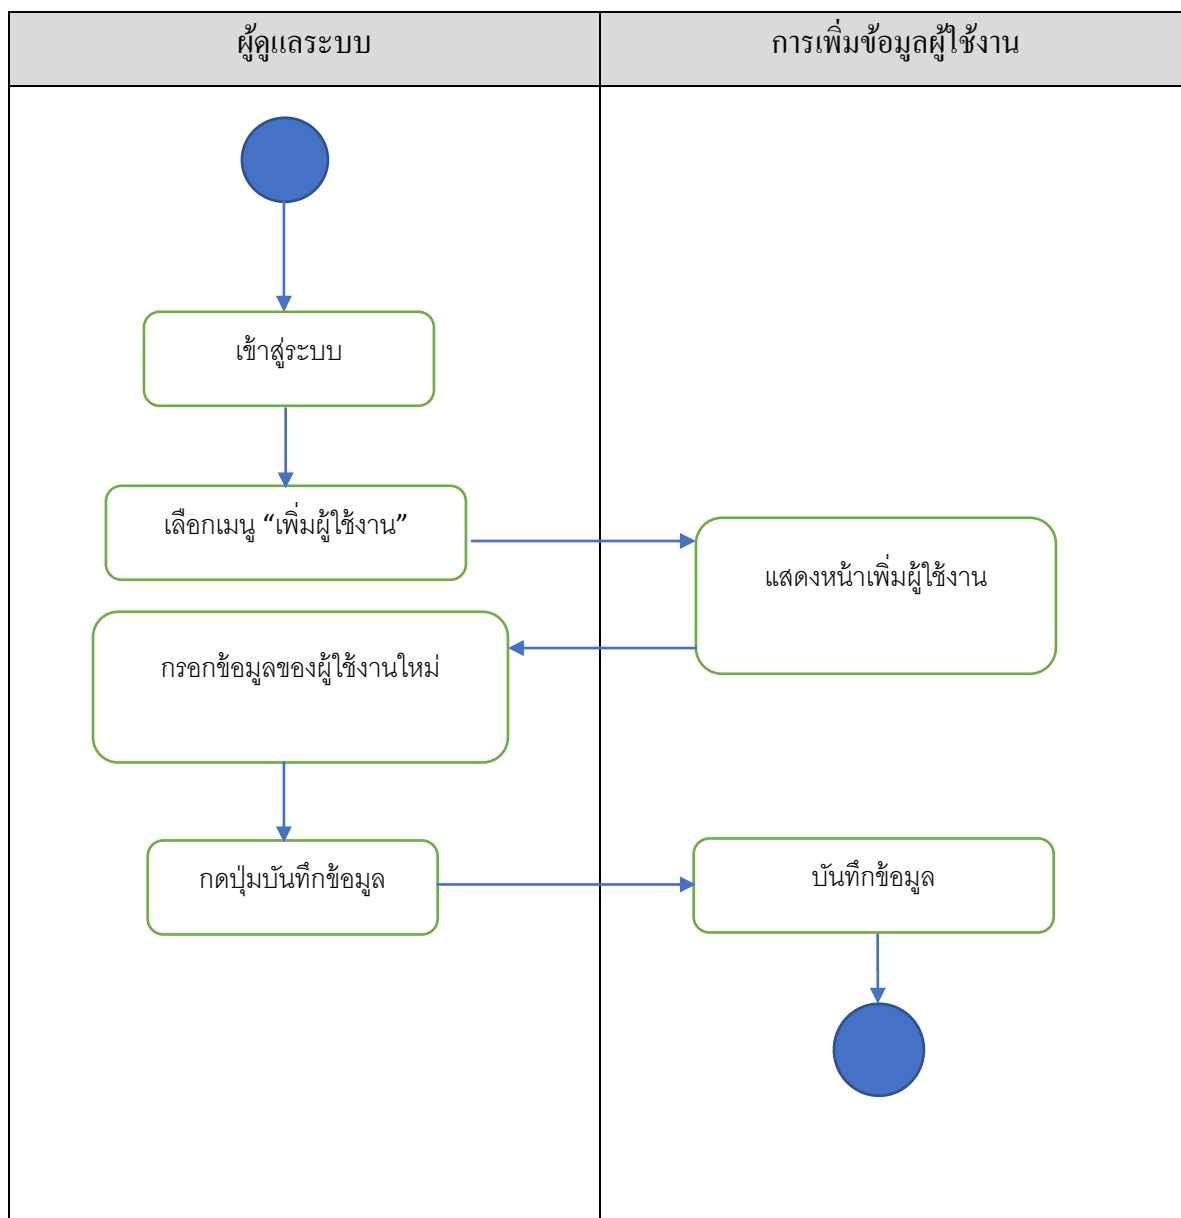 ผู้ดูแลระบบ
การเพิ่มข้อมูลผู้ใช้งาน
เข้าสู่ระบบ
เลือกเมนู “เพิ่มผู้ใช้งาน”
แสดงหน้าเพิ่มผู้ใช้งาน
กรอกข้อมูลของผู้ใช้งานใหม่
กดปุ่มบันทึกข้อมูล
บันทึกข้อมูล